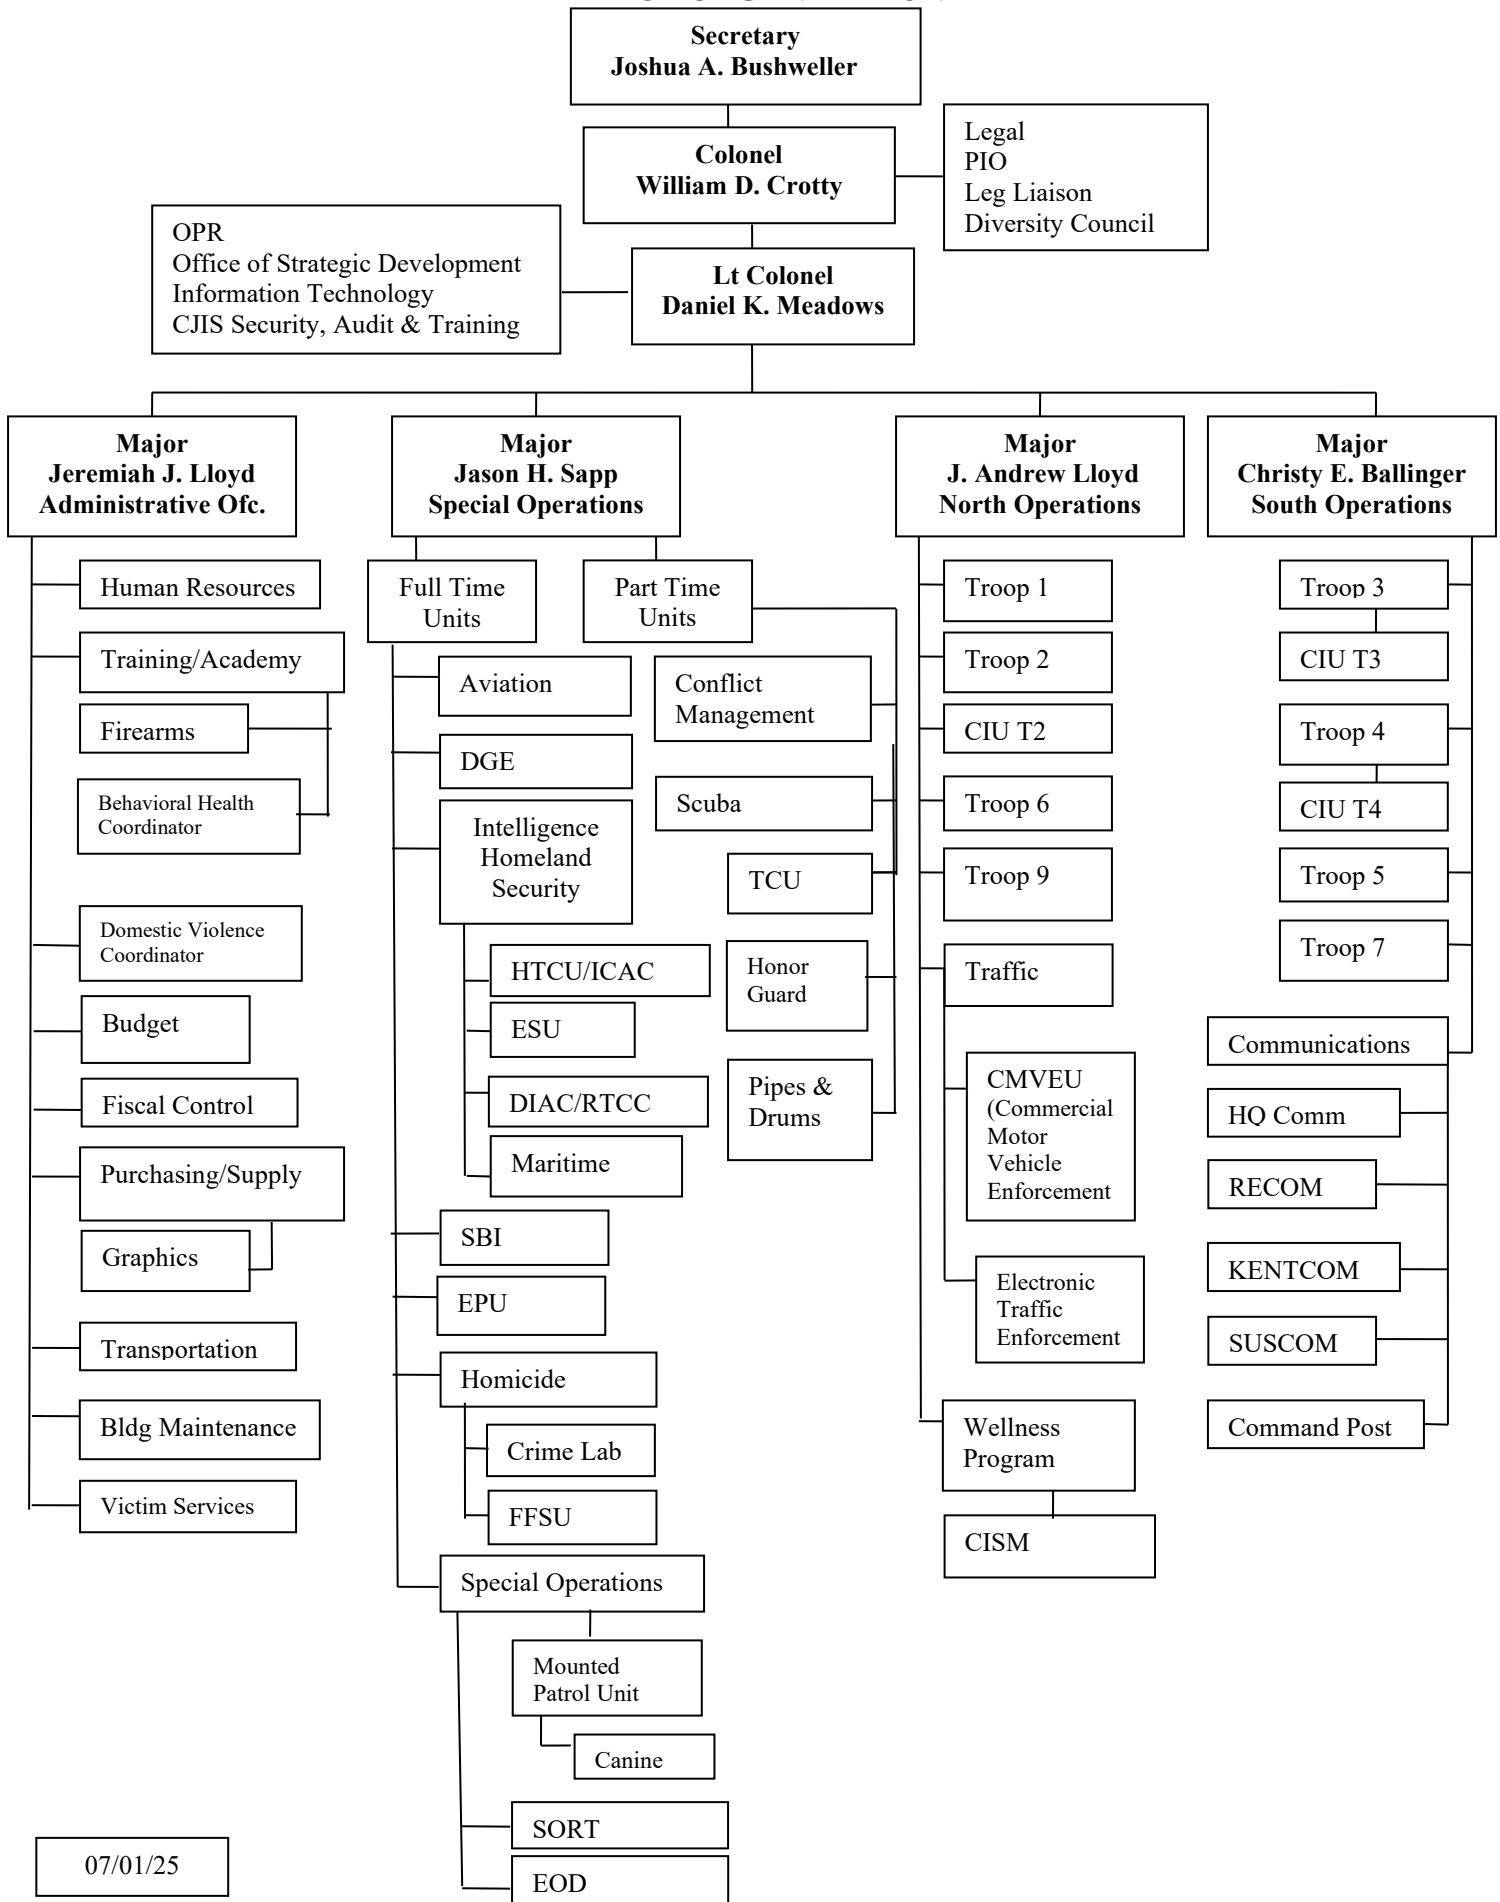 Secretary
Joshua A. Bushweller
Colonel
William D. Crotty
Legal
PIO
Leg Liaison
Diversity Council
OPR
Office of Strategic Development
Information Technology
CJIS Security, Audit & Training
Lt Colonel
Daniel K. Meadows
Major
Jeremiah J. Lloyd
Administrative Ofc.
Major
Jason H. Sapp
Special Operations
Major
J. Andrew Lloyd
North Operations
Major
Christy E. Ballinger
South Operations
Human Resources
Training/Academy
Firearms
Behavioral Health
Coordinator
Domestic Violence
Coordinator
Budget
Fiscal Control
Purchasing/Supply
Graphics
Transportation
Bldg Maintenance
Victim Services
Full Time
Units
Aviation
DGE
Intelligence
Homeland
Security
HTCU/ICAC
ESU
DIAC/RTCC
Maritime
SBI
EPU
Homicide
Crime Lab
FFSU
Special Operations
Mounted
Patrol Unit
Canine
SORT
EOD
Part Time
Units
Conflict
Management
Scuba
TCU
Honor
Guard
Pipes &
Drums
Troop 1
Troop 2
CIU T2
Troop 6
Troop 9
Traffic
CMVEU
(Commercial
Motor
Vehicle
Enforcement
Electronic
Traffic
Enforcement
Wellness
Program
CISM
Troop 3
CIU T3
Troop 4
CIU T4
Troop 5
Troop 7
Communications
HQ Comm
RECOM
KENTCOM
SUSCOM
Command Post
07/01/25